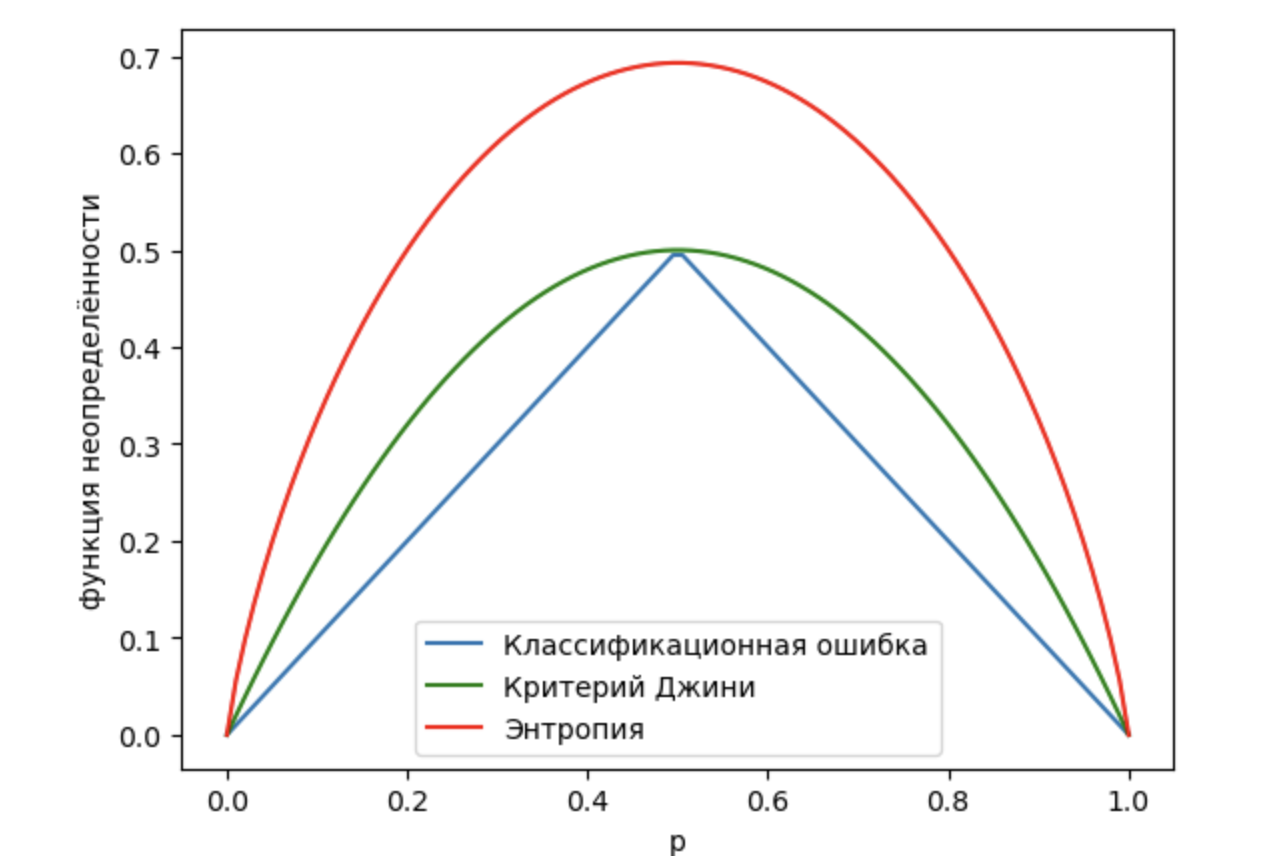 функция неопределённости
0.7
0.6
0.5
0.4
0.3
0.2
0.1
0.0
Классификационная ошибка
Критерий Джини
Энтропия
0.0 0.2 0.4 0.6 0.8 1.0
p